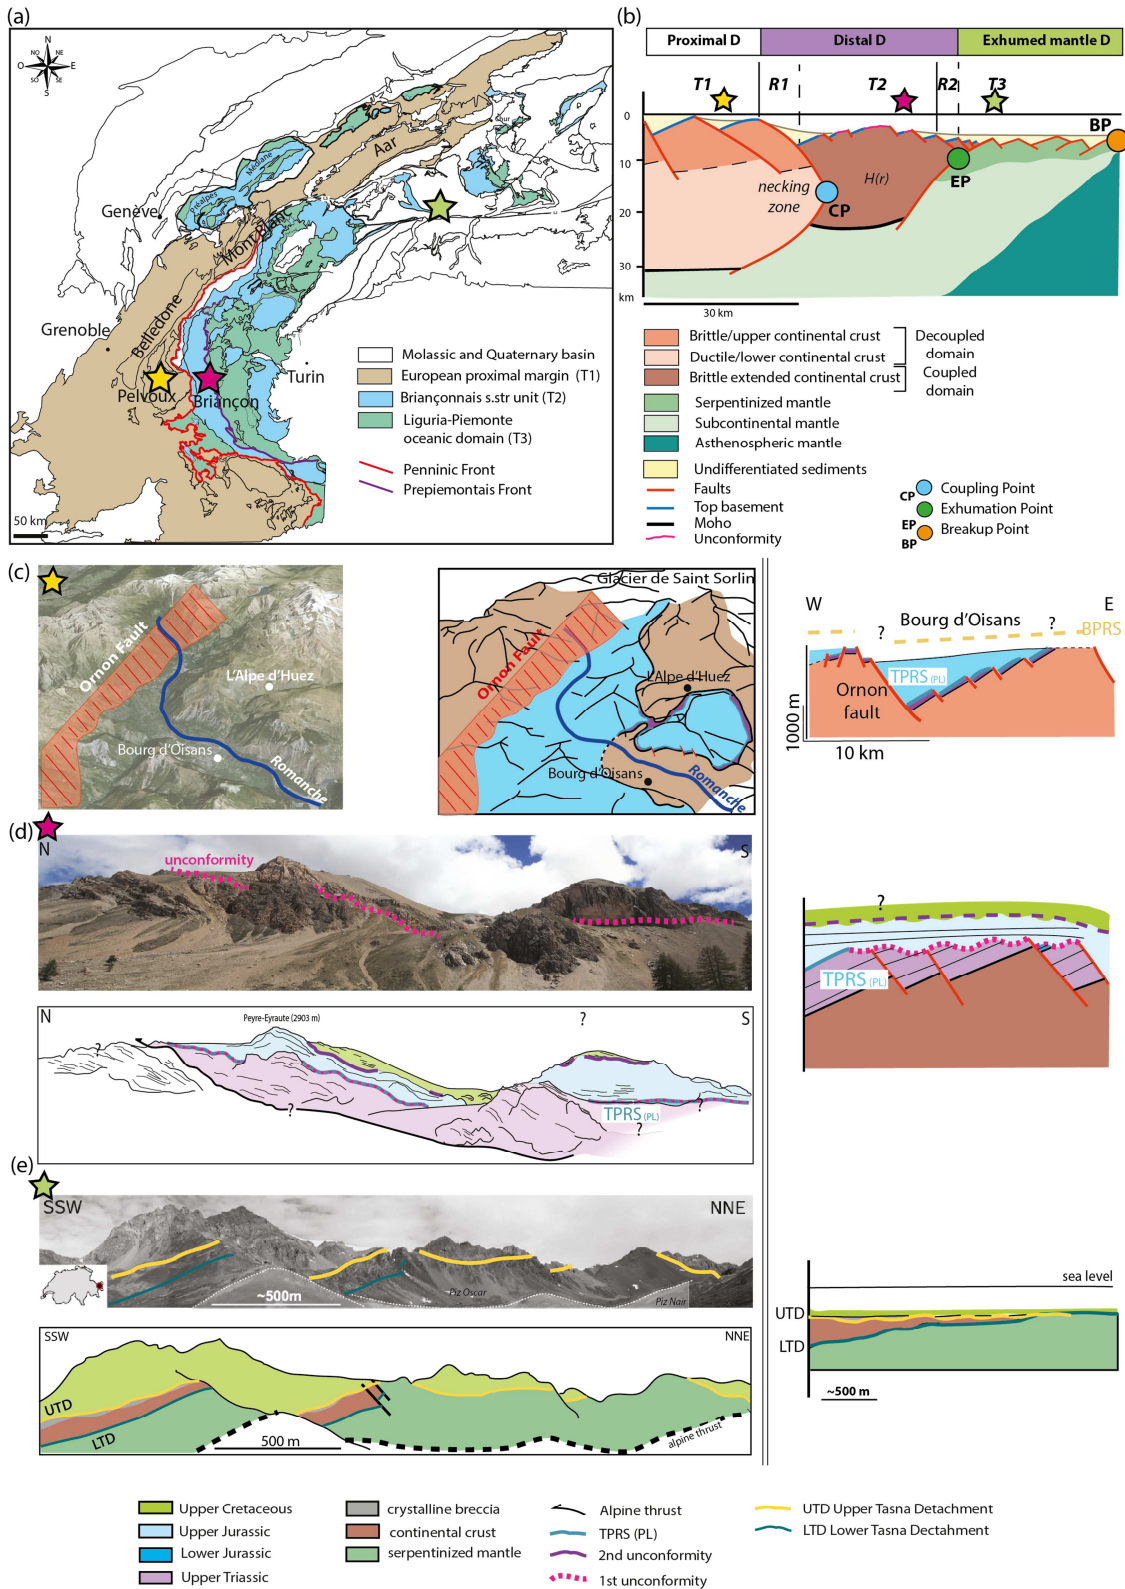 (a)
N
NO
NE
O
E
SO
SE
S
Chur
Aar
Médiane
Préalpes
Genève
Mont Blanc
Belledone
Grenoble
Turin
Pelvoux
Briançon
Molassic and Quaternary basin
European proximal margin (T1)
Briançonnais s.str unit (T2)
Liguria-Piemonte
oceanic domain (T3)
Penninic Front
Prepiemontais Front
50 km
(b)
Proximal D
Distal D
Exhumed mantle D
T1
R1
T2
R2
T3
BP
0
10
20
30
km
necking
zone
CP
H(r)
EP
30 km
Brittle/upper continental crust
Ductile/lower continental crust
Brittle extended continental crust
Decoupled
domain
Coupled
domain
Serpentinized mantle
Subcontinental mantle
Asthenospheric mantle
Undifferentiated sediments
Faults
Top basement
Moho
Unconformity
CP
Coupling Point
EP
Exhumation Point
BP
Breakup Point
(c)
Ornon Fault
L'Alpe d'Huez
Bourg d'Oisans
Romanche
Glacier de Saint Sorlin
Ornon Fault
L'Alpe d'Huez
Bourg d'Oisans
Romanche
W
E
Bourg d'Oisans
?
?
BPRS
TPRS (PL)
Ornon
fault
1000 m
10 km
(d)
N
S
unconformity
N
S
Peyre-Eyraute (2903 m)
?
?
?
TPRS (PL)
?
?
?
TPRS (PL)
(e)
SSW
NNE
~500m
Piz Oscar
Piz Nair
SSW
NNE
UTD
LTD
500 m
alpine thrust
sea level
UTD
LTD
~500 m
Upper Cretaceous
Upper Jurassic
Lower Jurassic
Upper Triassic
crystalline breccia
continental crust
serpentinized mantle
Alpine thrust
TPRS (PL)
2nd unconformity
1st unconformity
UTD Upper Tasna Detachment
LTD Lower Tasna Dectahment